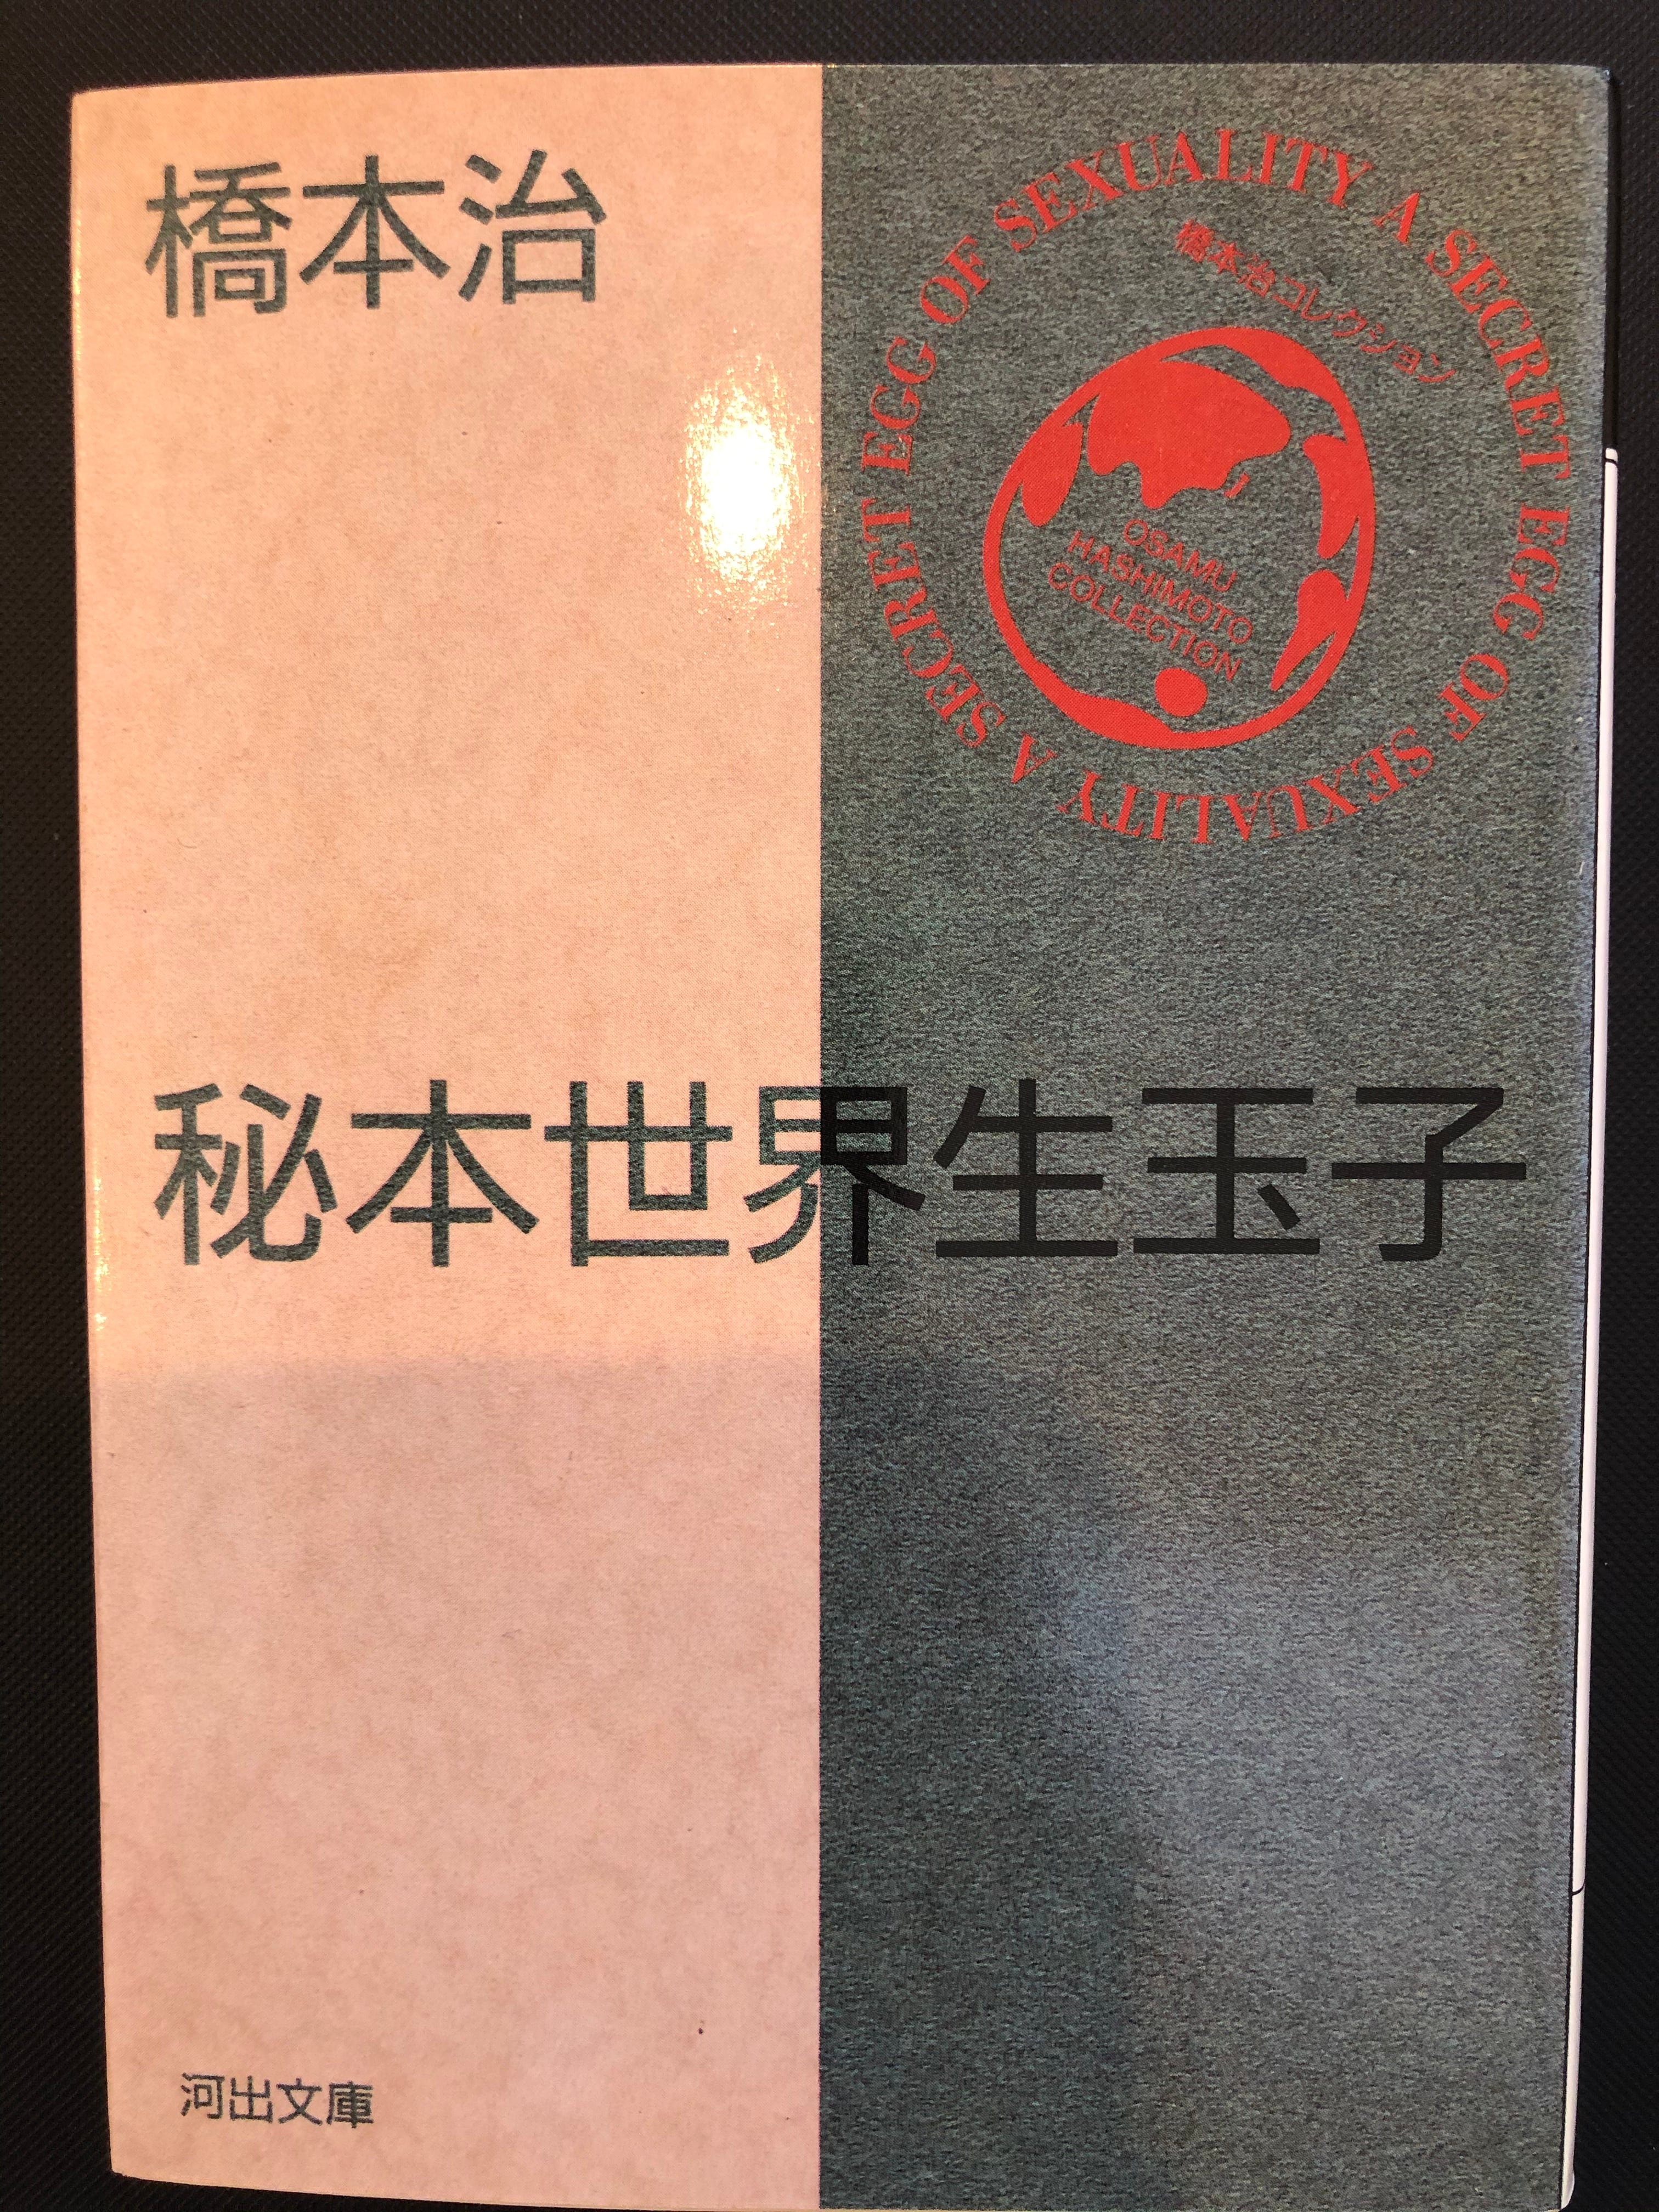 橋本治
A SECRET EGG OF SEXUALITY A SECRET EGG OF SEXUALITY
橋本治コレクション
OSAMU
HASHIMOTO
COLLECTION
秘本世界生玉子
河出文庫